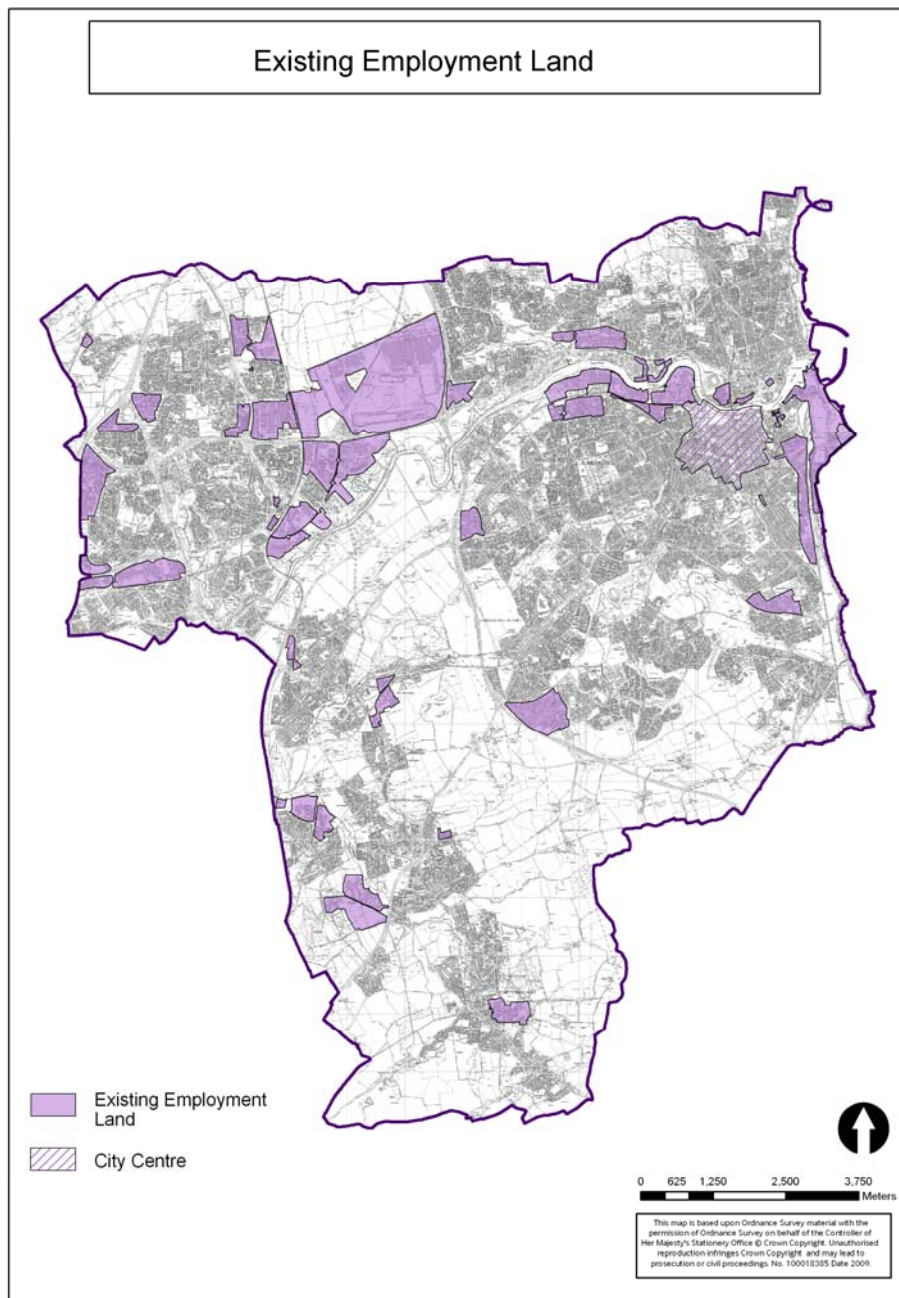 Existing Employment Land
Existing Employment
Land
City Centre
0 625 1,250 2,500 3,750
Meters
This map is based upon Ordnance Survey material with the
permission of Ordnance Survey on behalf of the Controller of
Her Majesty's Stationery Office © Crown Copyright. Unauthorised
reproduction infringes Crown Copyright and may lead to
prosecution or civil proceedings. No. 100018385 Date 2009.